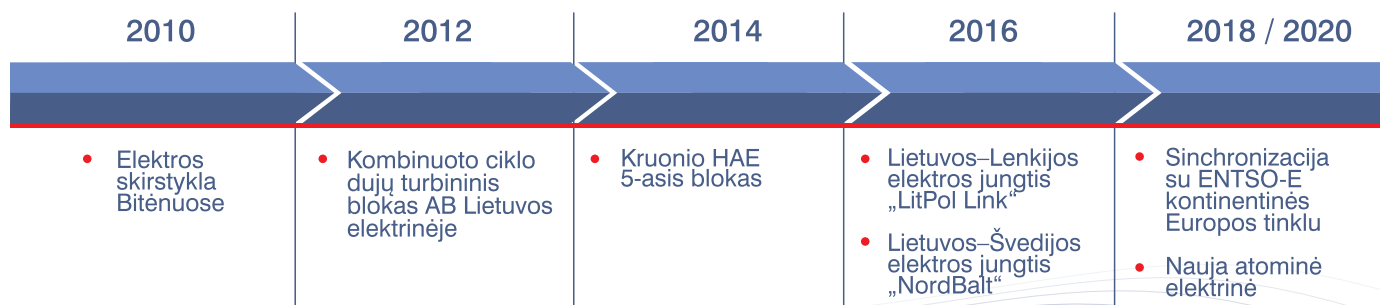 2010
2012
2014
2016
2018 / 2020
Elektros
skirstykla
Bitėnuose
Kombinuoto ciklo
dujų turbininis
blokas AB Lietuvos
elektrinėje
Kruonio HAE
5-asis blokas
Lietuvos–Lenkijos
elektros jungtis
„LitPol Link“
Lietuvos–Švedijos
elektros jungtis
„NordBalt“
Sinchronizacija
su ENTSO-E
kontinentinės
Europos tinklu
Nauja atominė
elektrinė